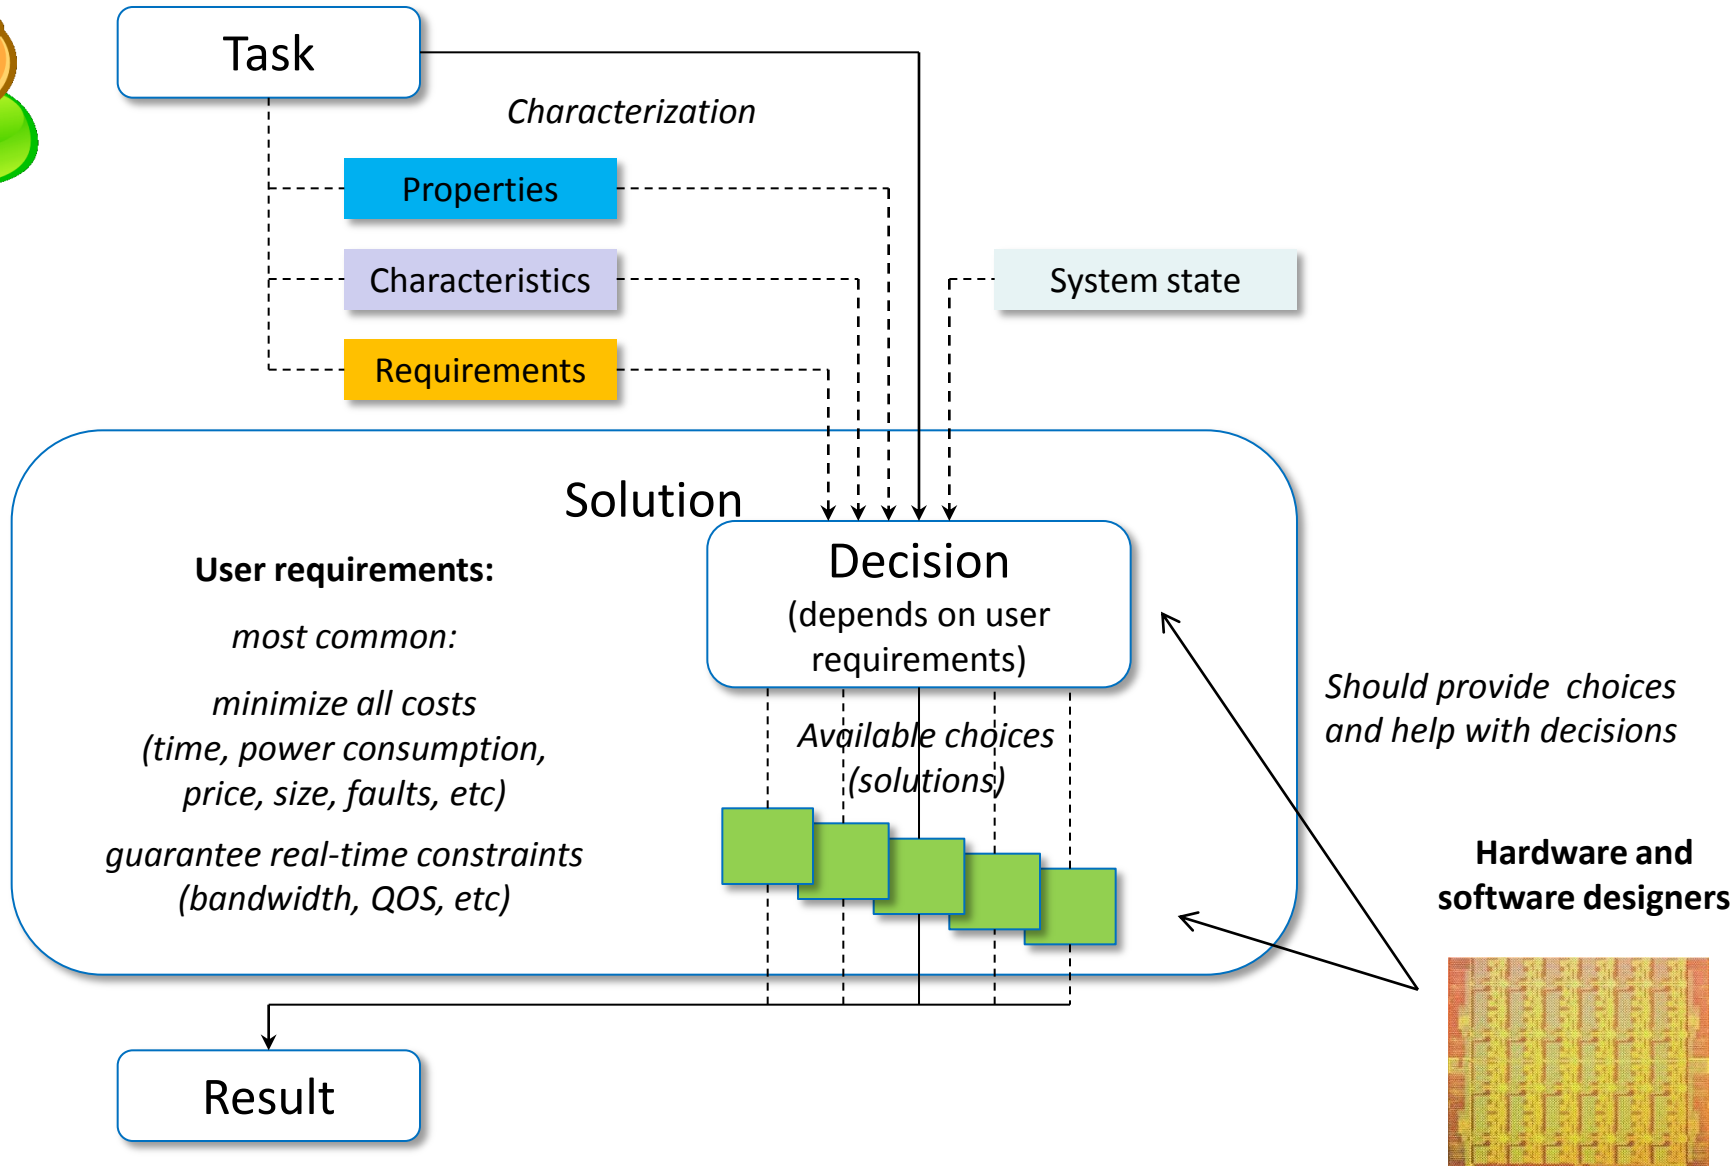 Task
Characterization
Properties
Characteristics
System state
Requirements
Solution
User requirements:
most common:
minimize all costs
(time, power consumption,
price, size, faults, etc)
guarantee real-time constraints
(bandwidth, QOS, etc)
Decision
(depends on user
requirements)
Available choices
(solutions)
Should provide  choices
and help with decisions
Hardware and
software designers
Result